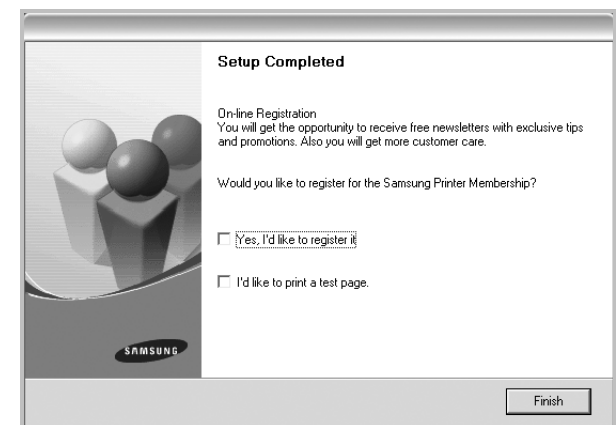 Setup Completed
On-line Registration
You will get the opportunity to receive free newsletters with exclusive tips
and promotions. Also you will get more customer care.
Would you like to register for the Samsung Printer Membership?
Yes, I'd like to register it
I'd like to print a test page.
SAMSUNG
Finish